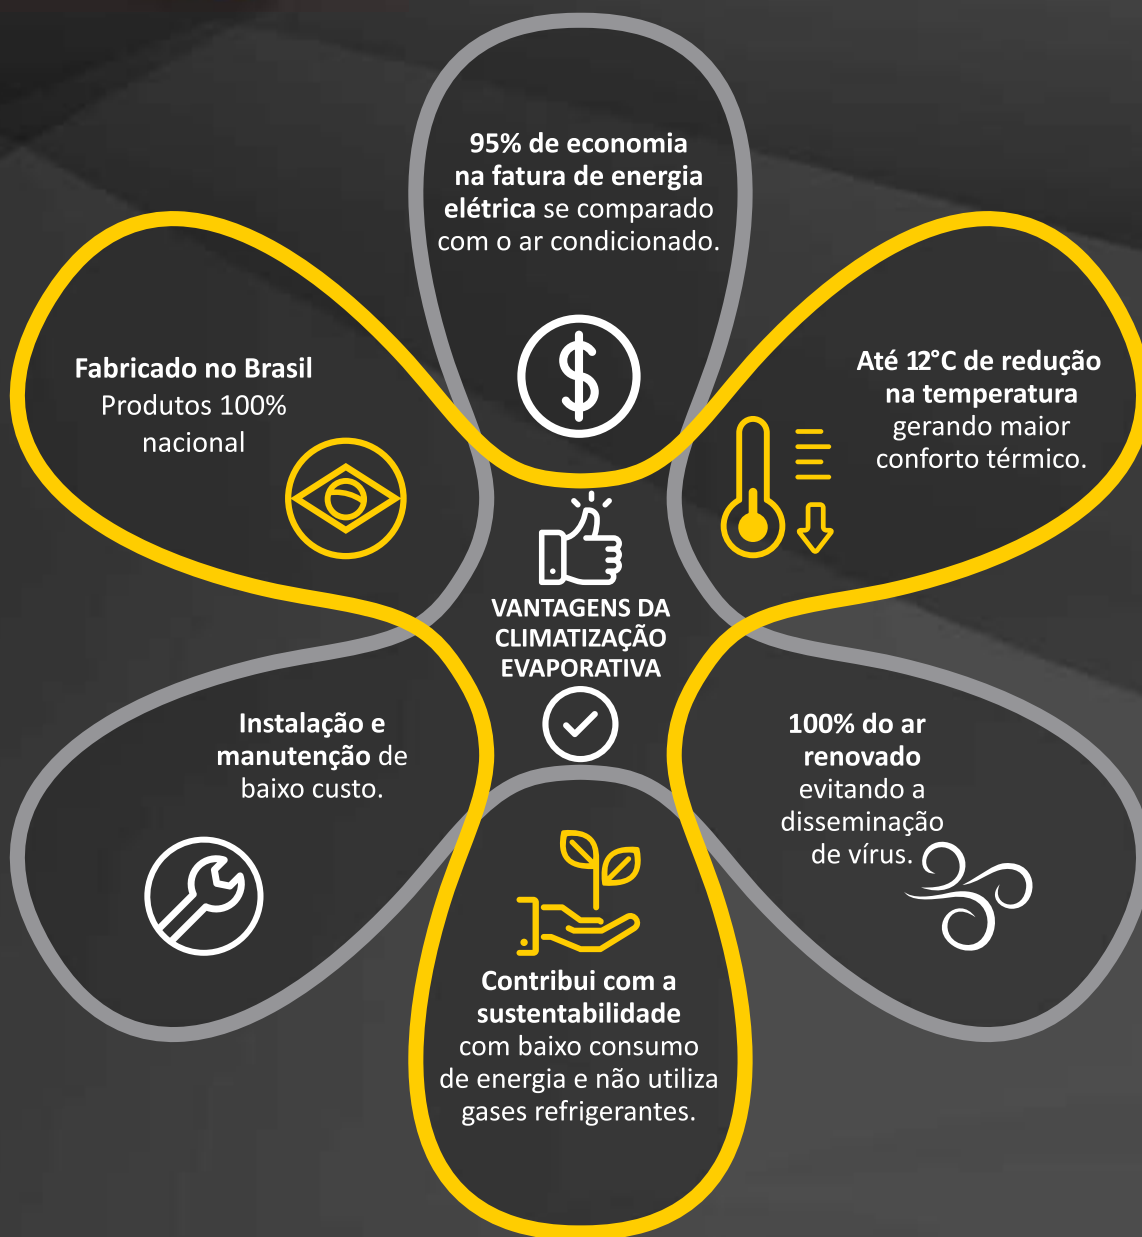 95% de economia
na fatura de energia
elétrica se comparado
com o ar condicionado.
Fabricado no Brasil
Produtos 100%
nacional
Até 12°C de redução
na temperatura
gerando maior
conforto térmico.
VANTAGENS DA
CLIMATIZAÇÃO
EVAPORATIVA
Instalação e
manutenção de
baixo custo.
100% do ar
renovado
evitando a
disseminação
de vírus.
Contribui com a
sustentabilidade
com baixo consumo
de energia e não utiliza
gases refrigerantes.